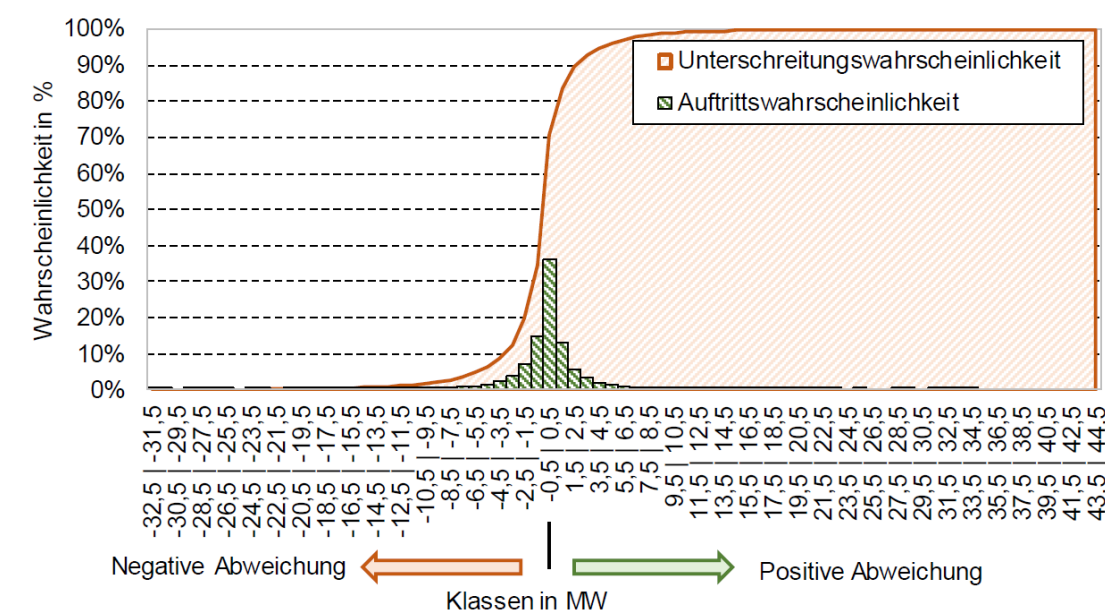 100%
90%
80%
70%
60%
50%
40%
30%
20%
10%
0%
Wahrscheinlichkeit in %
Unterschreitungswahrscheinlichkeit
Auftrittswahrscheinlichkeit
-32,5 | -31,5
-30,5 | -29,5
-28,5 | -27,5
-26,5 | -25,5
-24,5 | -23,5
-22,5 | -21,5
-20,5 | -19,5
-18,5 | -17,5
-16,5 | -15,5
-14,5 | -13,5
-12,5 | -11,5
-10,5 | -9,5
-8,5 | -7,5
-6,5 | -5,5
-4,5 | -3,5
-2,5 | -1,5
-0,5 | 0,5
1,5 | 2,5
3,5 | 4,5
5,5 | 6,5
7,5 | 8,5
9,5 | 10,5
11,5 | 12,5
13,5 | 14,5
15,5 | 16,5
17,5 | 18,5
19,5 | 20,5
21,5 | 22,5
23,5 | 24,5
25,5 | 26,5
27,5 | 28,5
29,5 | 30,5
31,5 | 32,5
33,5 | 34,5
35,5 | 36,5
37,5 | 38,5
39,5 | 40,5
41,5 | 42,5
43,5 | 44,5
Negative Abweichung
Positive Abweichung
Klassen in MW